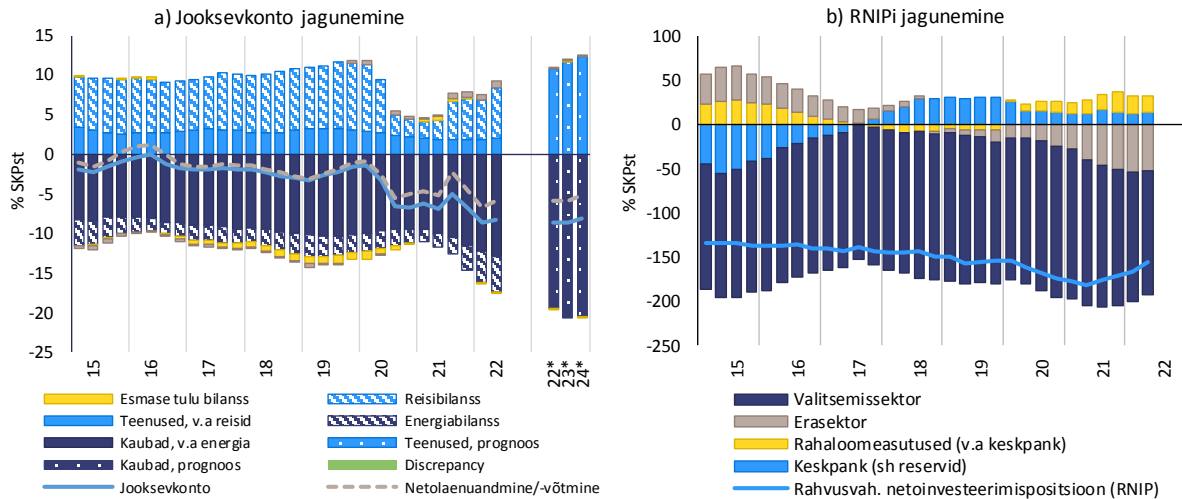 a) Jooksevkonto jagunemine
% SKPst
15
10
5
0
-5
-10
-15
-20
-25
15
16
17
18
19
20
21
22
22*
23*
24*
Esmase tulu bilanss
Reisibilanss
Teenused, v.a reisid
Energiabilanss
Kaubad, v.a energia
Teenused, prognoos
Kaubad, prognoos
Discrepancy
Jooksevkonto
Netolaenuandmine/-võtmine
b) RNIPi jagunemine
% SKPst
100
50
0
-50
-100
-150
-200
-250
15
16
17
18
19
20
21
22
Valitsemissektor
Erasektor
Rahaloomeasutused (v.a keskpank)
Keskpank (sh reservid)
Rahvusvah. netoinvesteerimispositsioon (RNIP)